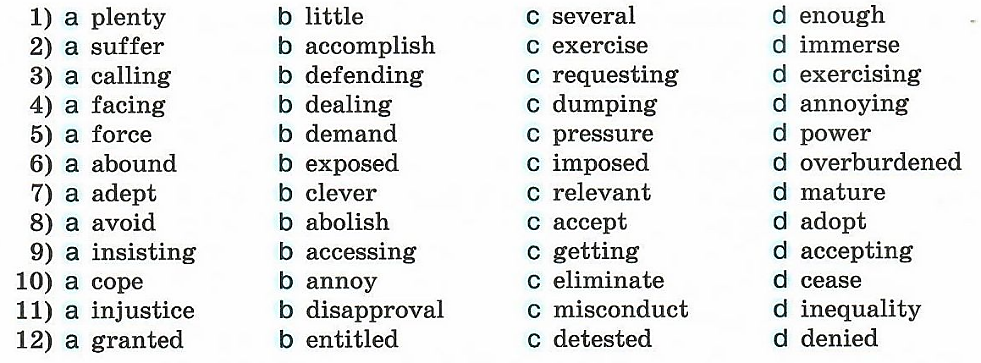 1) a plenty b little c several d enough
2) a suffer b accomplish c exercise d immerse
3) a calling b defending c requesting d exercising
4) a facing b dealing c dumping d annoying
5) a force b demand c pressure d power
6) a abound b exposed c imposed d overburdened
7) a adept b clever c relevant d mature
8) a avoid b abolish c accept d adopt
9) a insisting b accessing c getting d accepting
10) a cope b annoy c eliminate d cease
11) a injustice b disapproval c misconduct d inequality
12) a granted b entitled c detested d denied